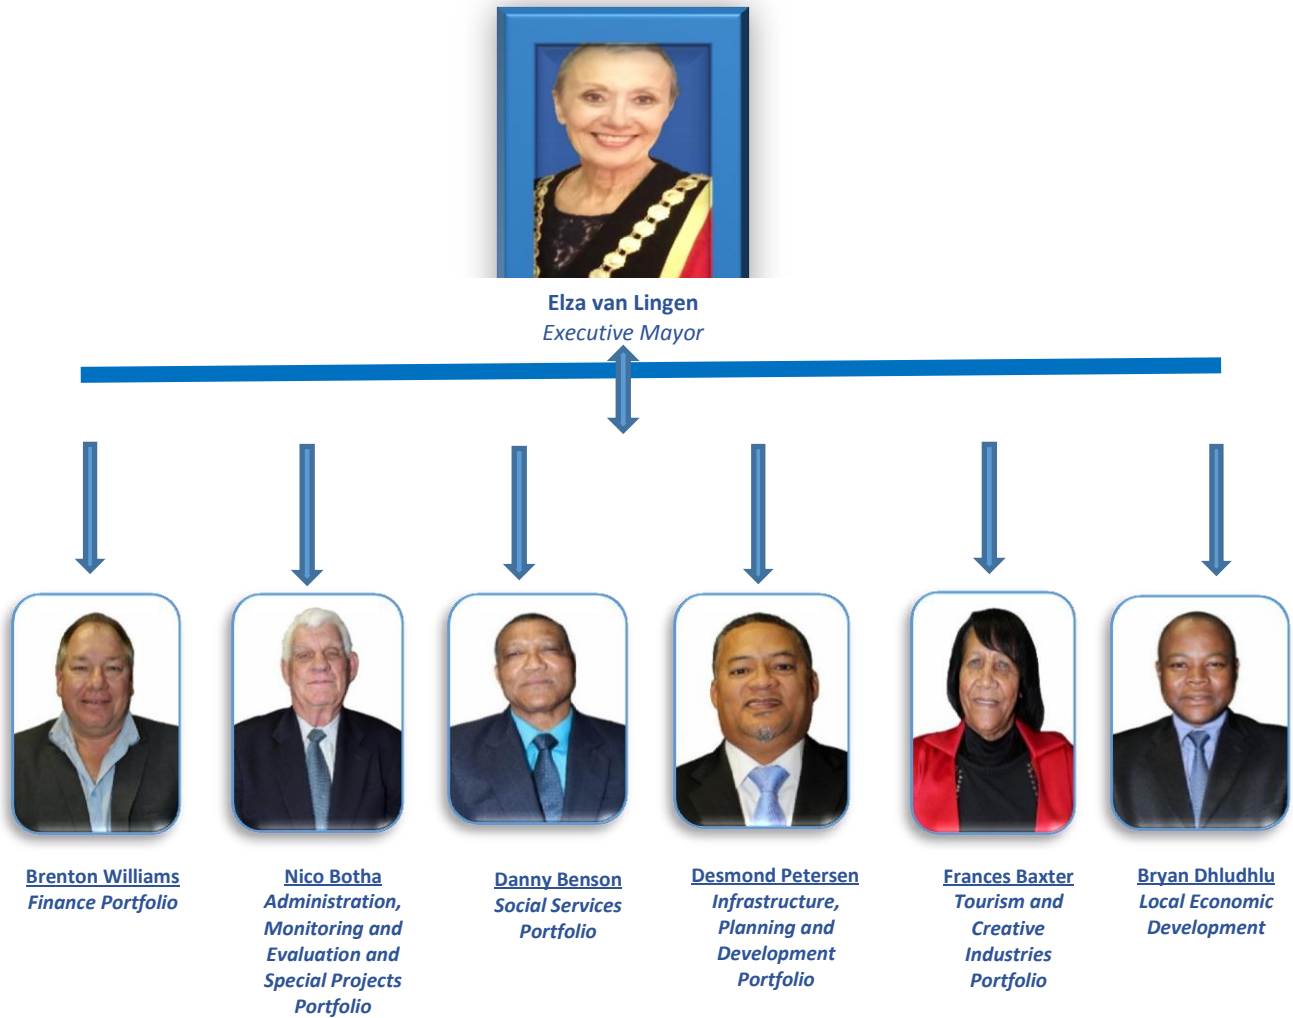 Elza van Lingen
Executive Mayor
Brenton Williams
Finance Portfolio
Nico Botha
Administration,
Monitoring and
Evaluation and
Special Projects
Portfolio
Danny Benson
Social Services
Portfolio
Desmond Petersen
Infrastructure,
Planning and
Development
Portfolio
Frances Baxter
Tourism and
Creative
Industries
Portfolio
Bryan Dhludhlu
Local Economic
Development